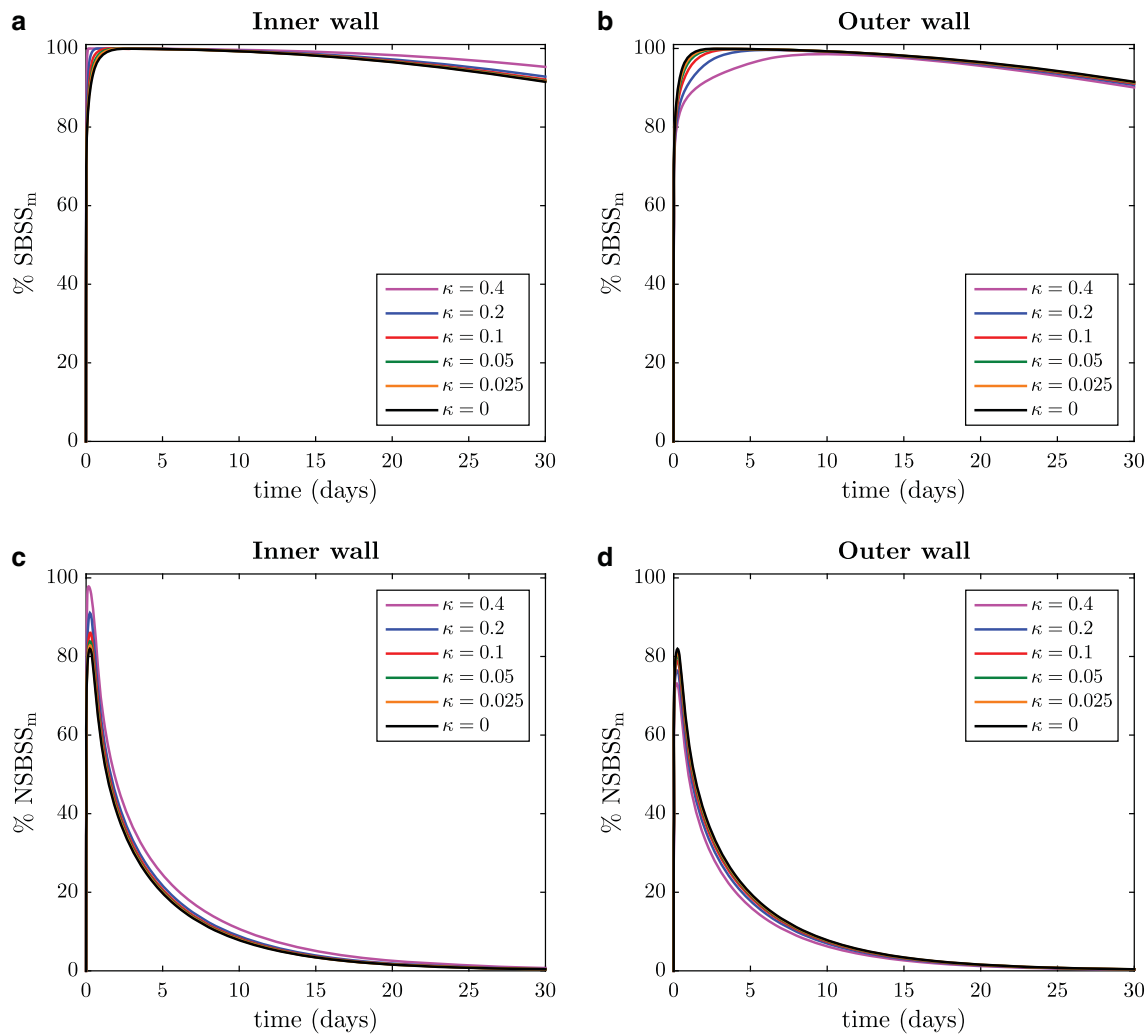 a
Inner wall
% SBSSₘ
100
80
60
40
20
0
κ = 0.4
κ = 0.2
κ = 0.1
κ = 0.05
κ = 0.025
κ = 0
0 5 10 15 20 25 30
time (days)
b
Outer wall
% SBSSₘ
100
80
60
40
20
0
κ = 0.4
κ = 0.2
κ = 0.1
κ = 0.05
κ = 0.025
κ = 0
0 5 10 15 20 25 30
time (days)
c
Inner wall
% NSBSSₘ
100
80
60
40
20
0
κ = 0.4
κ = 0.2
κ = 0.1
κ = 0.05
κ = 0.025
κ = 0
0 5 10 15 20 25 30
time (days)
d
Outer wall
% NSBSSₘ
100
80
60
40
20
0
κ = 0.4
κ = 0.2
κ = 0.1
κ = 0.05
κ = 0.025
κ = 0
0 5 10 15 20 25 30
time (days)